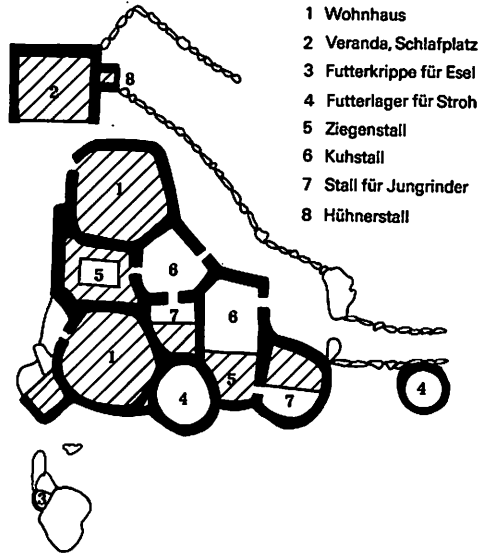 1 Wohnhaus
2 Veranda, Schlafplatz
3 Futterkrippe für Esel
4 Futterlager für Stroh
5 Ziegenstall
6 Kuhstall
7 Stall für Jungrinder
8 Hühnerstall
2
8
1
5
6
7
6
1
4
5
7
4
3